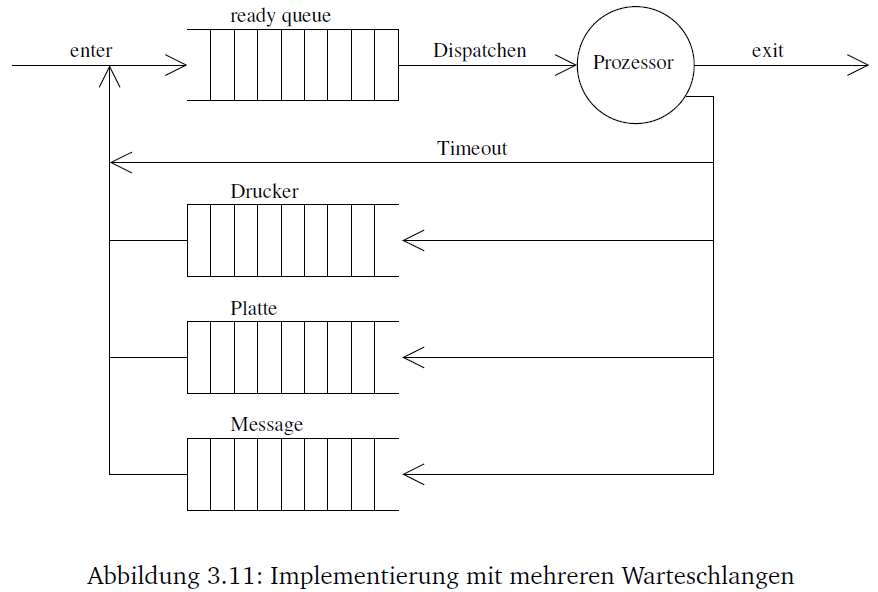 ready queue
enter
Dispatchen
Prozessor
exit
Timeout
Drucker
Platte
Message
Abbildung 3.11: Implementierung mit mehreren Warteschlangen